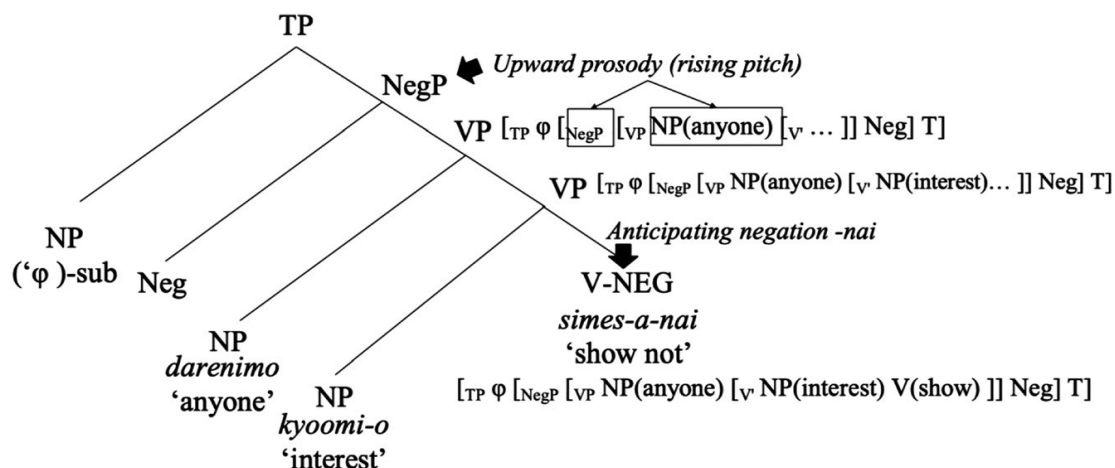 TP
Upward prosody (rising pitch)
NegP
VP [TP φ [NegP [VP NP(anyone) [V' … ]] Neg] T]
VP [TP φ [NegP [VP NP(anyone) [V' NP(interest)… ]] Neg] T]
Anticipating negation -nai
NP
('φ )-sub
Neg
V-NEG
simes-a-nai
'show not'
NP
darenimo
'anyone'
NP
kyoomi-o
'interest'
[TP φ [NegP [VP NP(anyone) [V' NP(interest) V(show) ]] Neg] T]